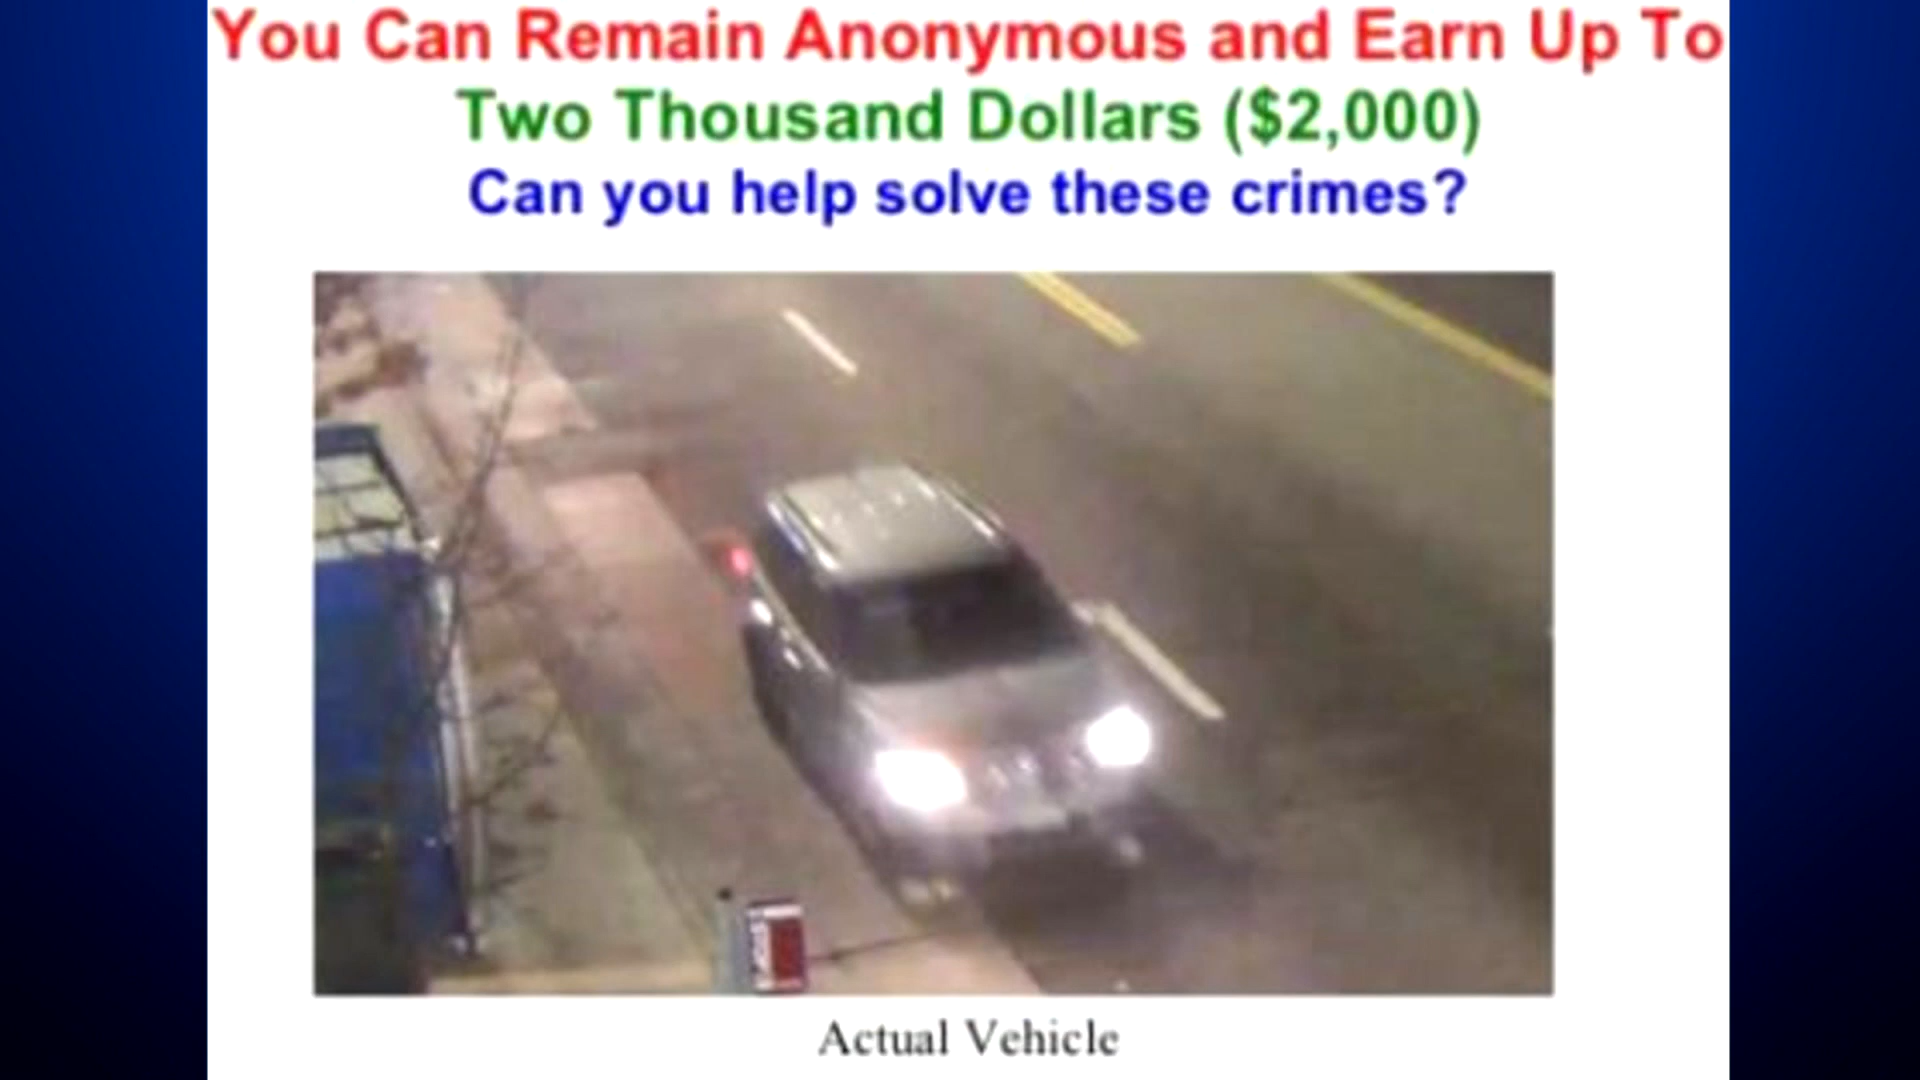 You Can Remain Anonymous and Earn Up To
Two Thousand Dollars ($2,000)
Can you help solve these crimes?
Actual Vehicle